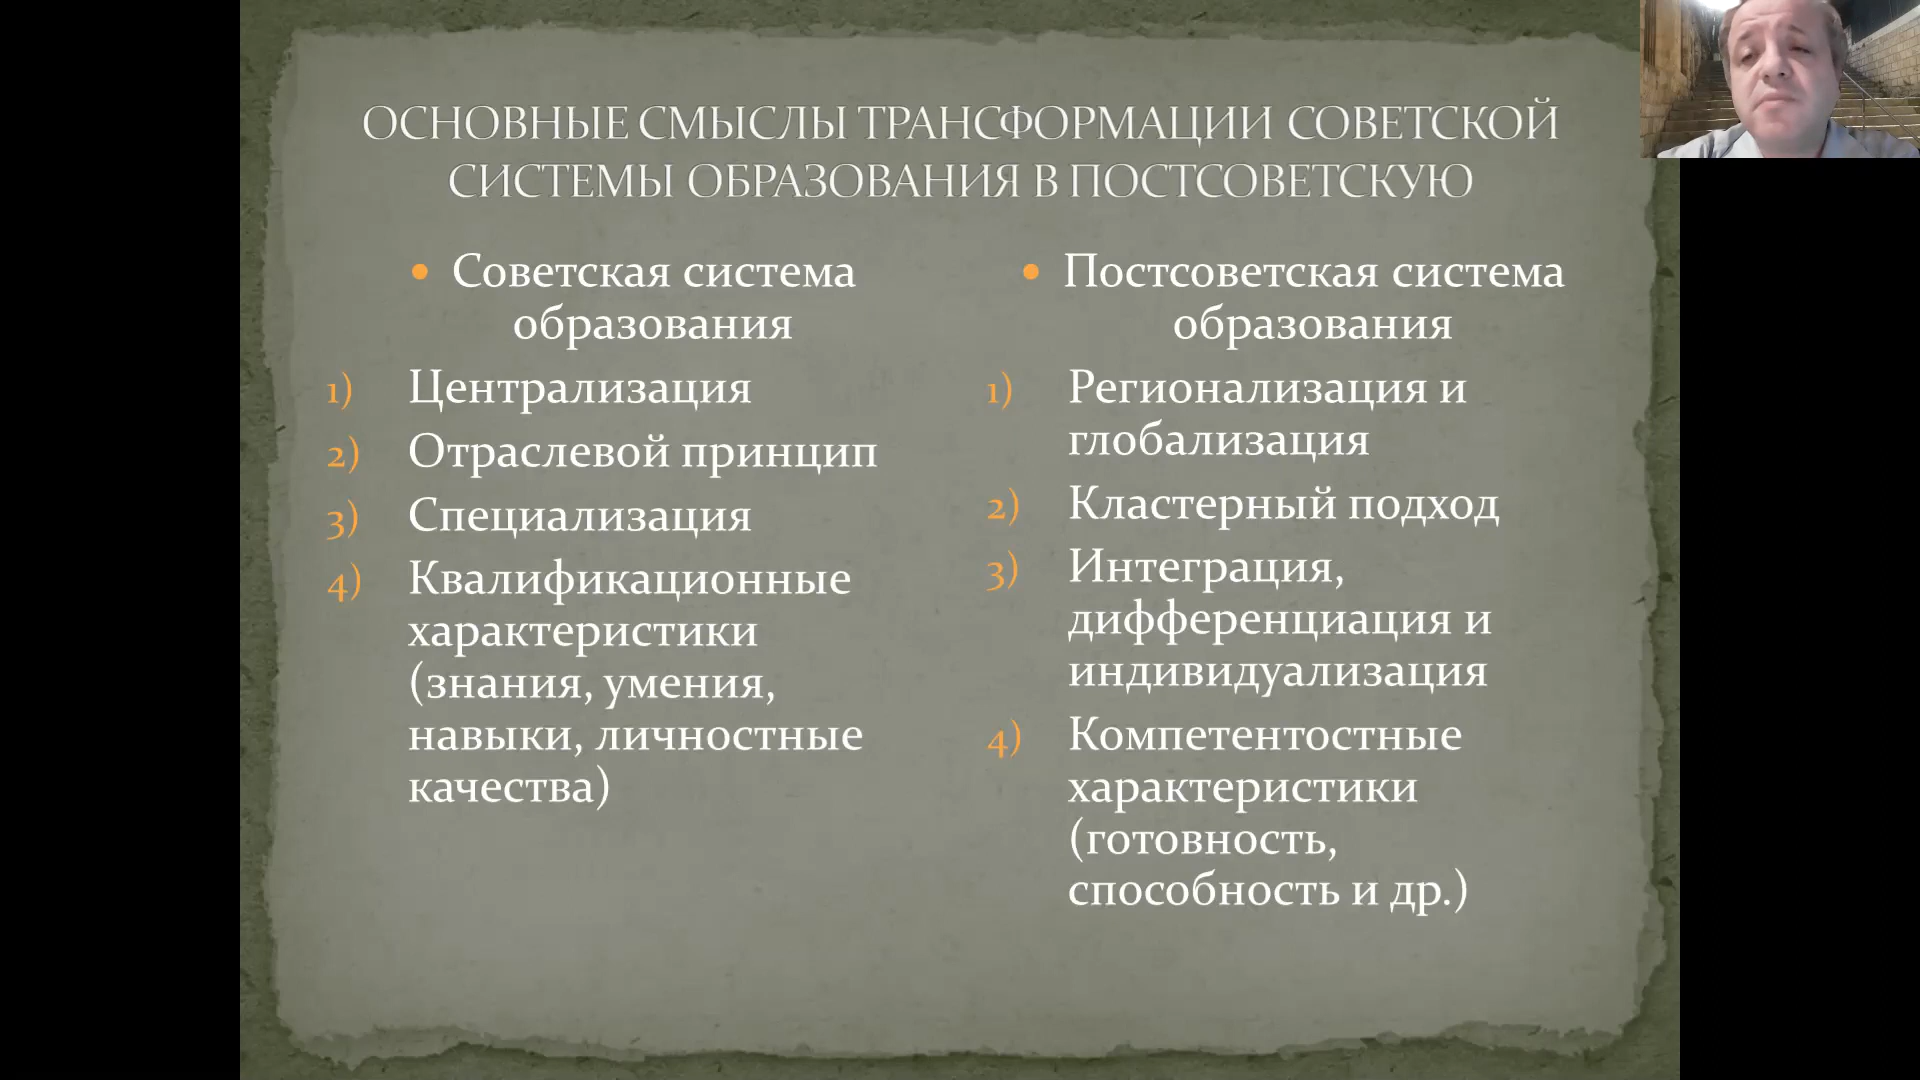 ОСНОВНЫЕ СМЫСЛЫ ТРАНСФОРМАЦИИ СОВЕТСКОЙ
СИСТЕМЫ ОБРАЗОВАНИЯ В ПОСТСОВЕТСКУЮ
• Советская система
образования
1) Централизация
2) Отраслевой принцип
3) Специализация
4) Квалификационные
характеристики
(знания, умения,
навыки, личностные
качества)
• Постсоветская система
образования
1) Регионализация и
глобализация
2) Кластерный подход
3) Интеграция,
дифференциация и
индивидуализация
4) Компетентостные
характеристики
(готовность,
способность и др.)